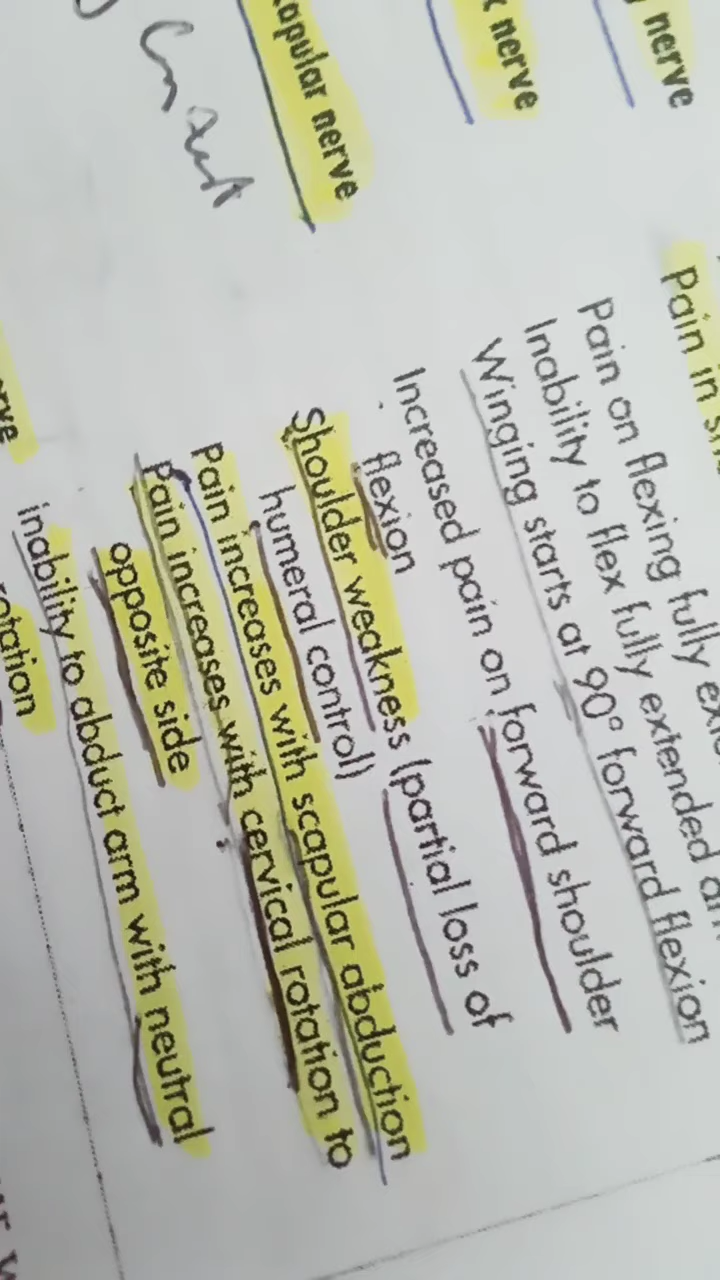 nerve
nerve
apular nerve
Pain in
Pain on flexing fully
Inability to flex fully extended
Winging starts at 90° forward flexion
Increased pain on forward shoulder
flexion
Shoulder weakness (partial loss of
humeral control)
Pain increases with scapular abduction
Pain increases with cervical rotation to
opposite side
inability to abduct arm with neutral
rotation